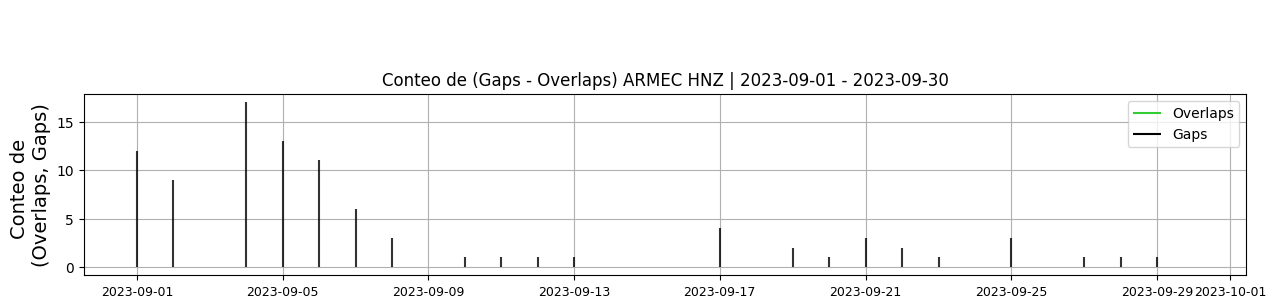 Conteo de (Gaps - Overlaps) ARMEC HNZ | 2023-09-01 - 2023-09-30
Conteo de
(Overlaps, Gaps)
15
10
5
0
Overlaps
Gaps
2023-09-01 2023-09-05 2023-09-09 2023-09-13 2023-09-17 2023-09-21 2023-09-25 2023-09-29 2023-10-01